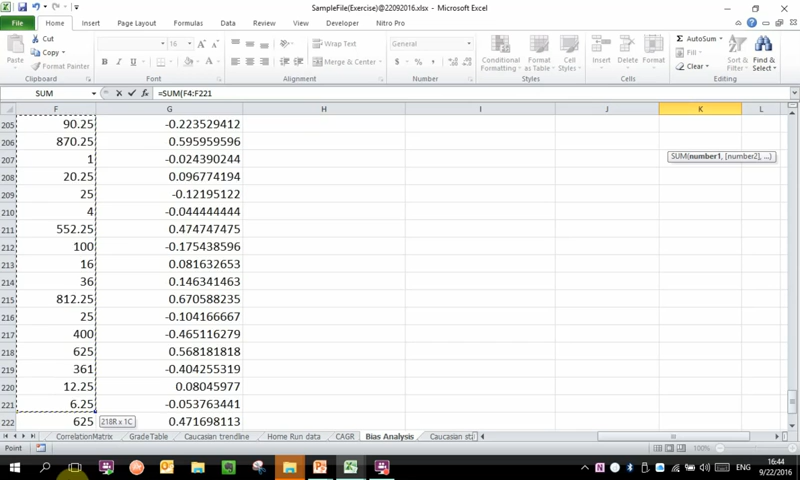 SampleFile(Exercise)@22092016.xlsx - Microsoft Excel
File Home Insert Page Layout Formulas Data Review View Developer Nitro Pro
Cut
Copy
Format Painter
Paste
Clipboard
16
Font
Wrap Text
Merge & Center
Alignment
General
Number
Conditional Formatting
Format as Table
Cell Styles
Styles
Insert Delete Format
Cells
AutoSum
Fill
Clear
Sort & Filter
Find & Select
Editing
SUM =SUM(F4:F221
F G H I J K L
205 90.25 -0.223529412
206 870.25 0.595959596
207 1 -0.024390244
208 20.25 0.096774194
209 25 -0.12195122
210 4 -0.044444444
211 552.25 0.474747475
212 100 -0.175438596
213 16 0.081632653
214 36 0.146341463
215 812.25 0.670588235
216 25 -0.104166667
217 400 -0.465116279
218 625 0.568181818
219 361 -0.404255319
220 12.25 0.08045977
221 6.25 -0.053763441
222 625 0.471698113
SUM(number1, [number2], ...)
218R x 1C
CorrelationMatrix GradeTable Caucasian trendline Home Run data CAGR Bias Analysis
Point 100%
ENG
16:44
9/22/2016